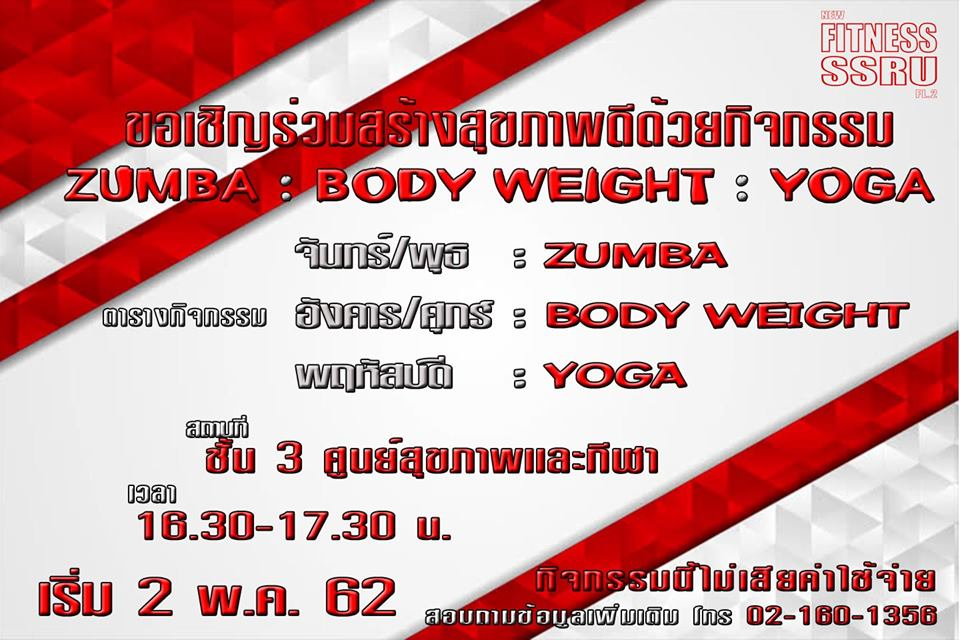 NEW
FITNESS
SSRU
FL.2
ขอเชิญร่วมสร้างสุขภาพดีด้วยกิจกรรม
ZUMBA : BODY WEIGHT : YOGA
จันทร์/พุธ : ZUMBA
ตารางกิจกรรม อังคาร/ศุกร์ : BODY WEIGHT
พฤหัสบดี : YOGA
สถานที่
ชั้น 3 ศูนย์สุขภาพและกีฬา
เวลา
16.30-17.30 น.
เริ่ม 2 พ.ค. 62
กิจกรรมนี้ไม่เสียค่าใช้จ่าย
สอบถามข้อมูลเพิ่มเติม โทร 02-160-1356